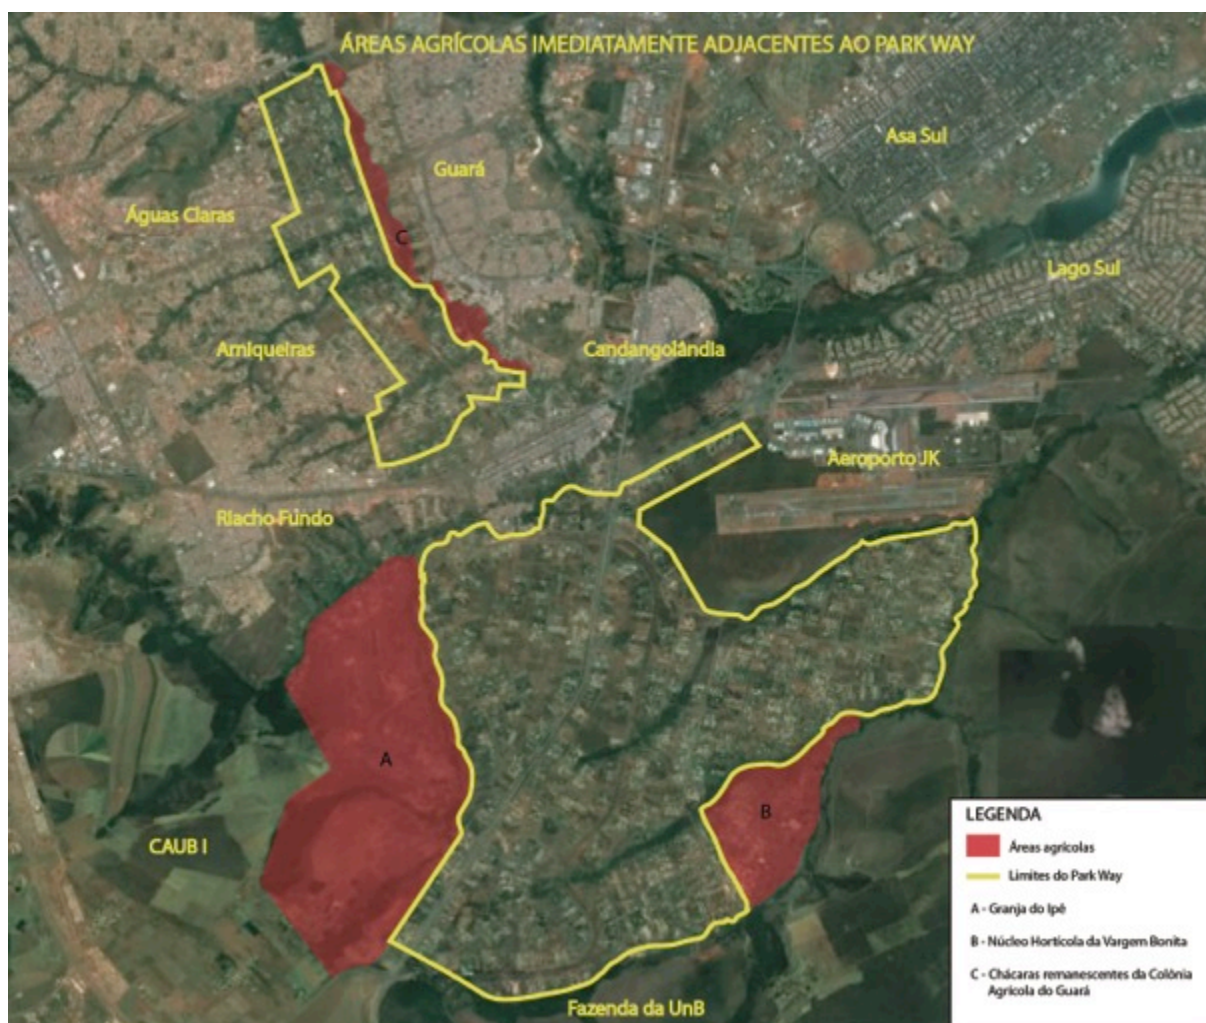 ÁREAS AGRÍCOLAS IMEDIATAMENTE ADJACENTES AO PARK WAY
Asa Sul
Guará
Águas Claras
C
Lago Sul
Arniqueiras
Candangolândia
Aeroporto JK
Riacho Fundo
A
B
CAUB I
Fazenda da UnB
LEGENDA
Áreas agrícolas
Limites do Park Way
A - Granja do Ipê
B - Núcleo Hortícola da Vargem Bonita
C - Chácaras remanescentes da Colônia
Agrícola do Guará